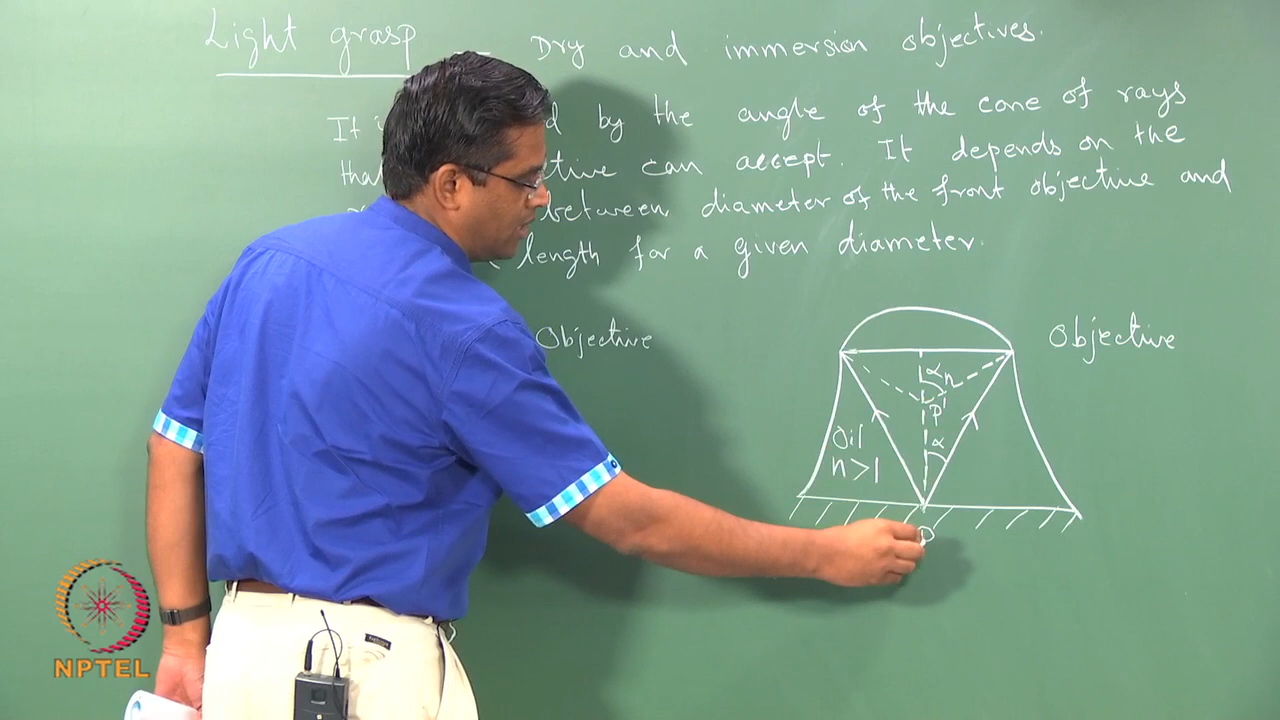 Light grasp – Dry and immersion objectives.
It by the angle of the cone of rays
can accept. It depends on the
between diameter of the front objective and
length for a given diameter.
Objective
Objective
αn
P'
Oil
α
n>1
P
NPTEL